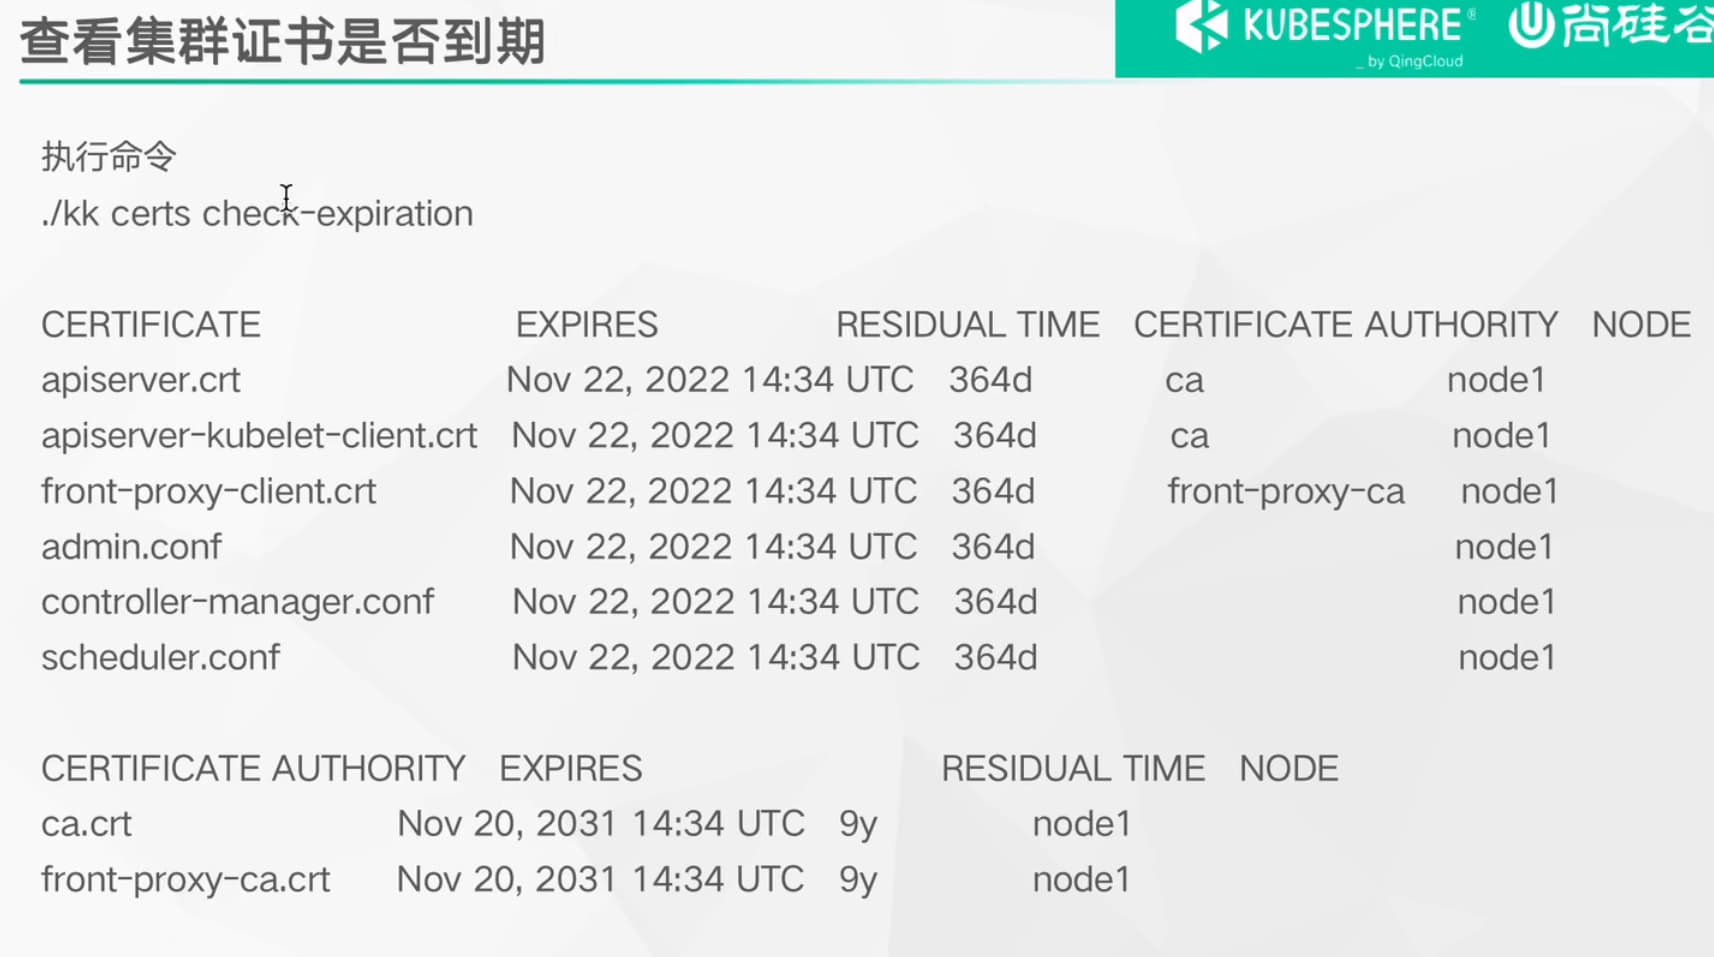 查看集群证书是否到期
KUBESPHERE®
_ by QingCloud
尚硅谷
执行命令
./kk certs check-expiration
CERTIFICATE EXPIRES RESIDUAL TIME CERTIFICATE AUTHORITY NODE
apiserver.crt Nov 22, 2022 14:34 UTC 364d ca node1
apiserver-kubelet-client.crt Nov 22, 2022 14:34 UTC 364d ca node1
front-proxy-client.crt Nov 22, 2022 14:34 UTC 364d front-proxy-ca node1
admin.conf Nov 22, 2022 14:34 UTC 364d node1
controller-manager.conf Nov 22, 2022 14:34 UTC 364d node1
scheduler.conf Nov 22, 2022 14:34 UTC 364d node1
CERTIFICATE AUTHORITY EXPIRES RESIDUAL TIME NODE
ca.crt Nov 20, 2031 14:34 UTC 9y node1
front-proxy-ca.crt Nov 20, 2031 14:34 UTC 9y node1